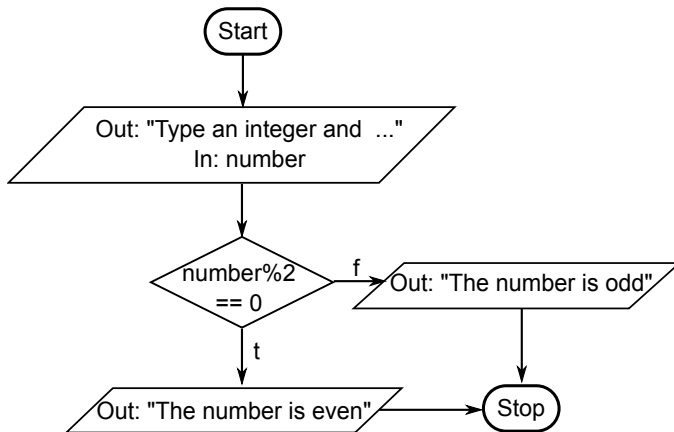 Start
Out: "Type an integer and ..."
In: number
number%2
== 0
f
Out: "The number is odd"
t
Out: "The number is even"
Stop